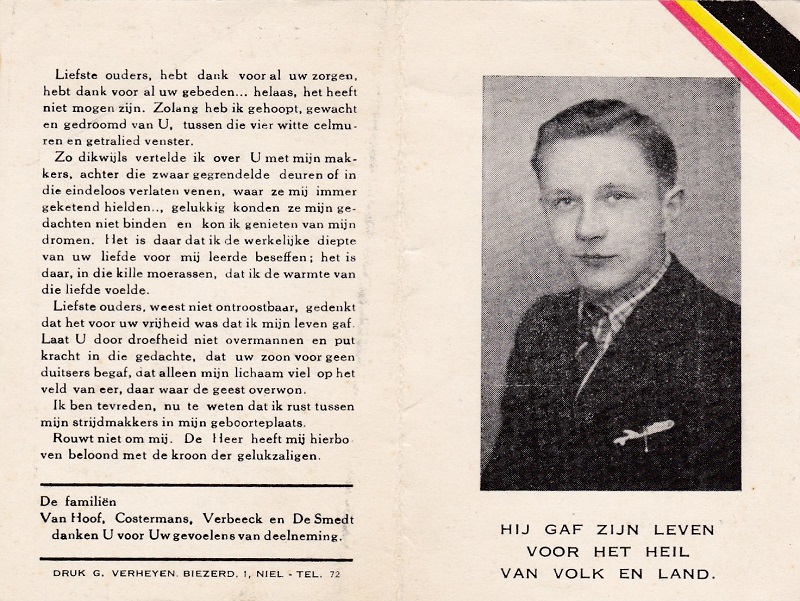 Liefste ouders, hebt dank voor al uw zorgen,
hebt dank voor al uw gebeden... helaas, het heeft
niet mogen zijn. Zolang heb ik gehoopt, gewacht
en gedroomd van U, tussen die vier witte celmu-
ren en getralied venster.
Zo dikwijls vertelde ik over U met mijn mak-
kers, achter die zwaar gegrendelde deuren of in
die eindeloos verlaten venen, waar ze mij immer
geketend hielden.., gelukkig konden ze mijn ge-
dachten niet binden en kon ik genieten van mijn
dromen. Het is daar dat ik de werkelijke diepte
van uw liefde voor mij leerde beseffen; het is
daar, in die kille moerassen, dat ik de warmte van
die liefde voelde.
Liefste ouders, weest niet ontroostbaar, gedenkt
dat het voor uw vrijheid was dat ik mijn leven gaf.
Laat U door droefheid niet overmannen en put
kracht in die gedachte, dat uw zoon voor geen
duitsers begaf, dat alleen mijn lichaam viel op het
veld van eer, daar waar de geest overwon.
Ik ben tevreden, nu te weten dat ik rust tussen
mijn strijdmakkers in mijn geboorteplaats.
Rouwt niet om mij. De Heer heeft mij hierbo
ven beloond met de kroon der gelukzaligen.
De familiën
Van Hoof, Costermans, Verbeeck en De Smedt
danken U voor Uw gevoelens van deelneming.
DRUK G. VERHEYEN. BIEZERD, 1, NIEL - TEL. 72
HIJ GAF ZIJN LEVEN
VOOR HET HEIL
VAN VOLK EN LAND.